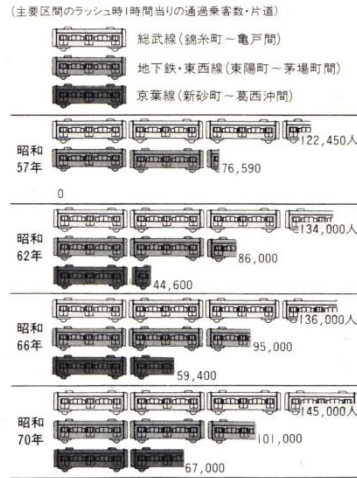 (主要区間のラッシュ時1時間当りの通過乗客数・片道)
総武線(錦糸町〜亀戸間)
地下鉄・東西線(東陽町〜茅場町間)
京葉線(新砂町〜葛西沖間)
昭和
57年
122,450人
76,590
0
昭和
62年
134,000人
86,000
44,600
昭和
66年
136,000人
95,000
59,400
昭和
70年
145,000人
101,000
67,000